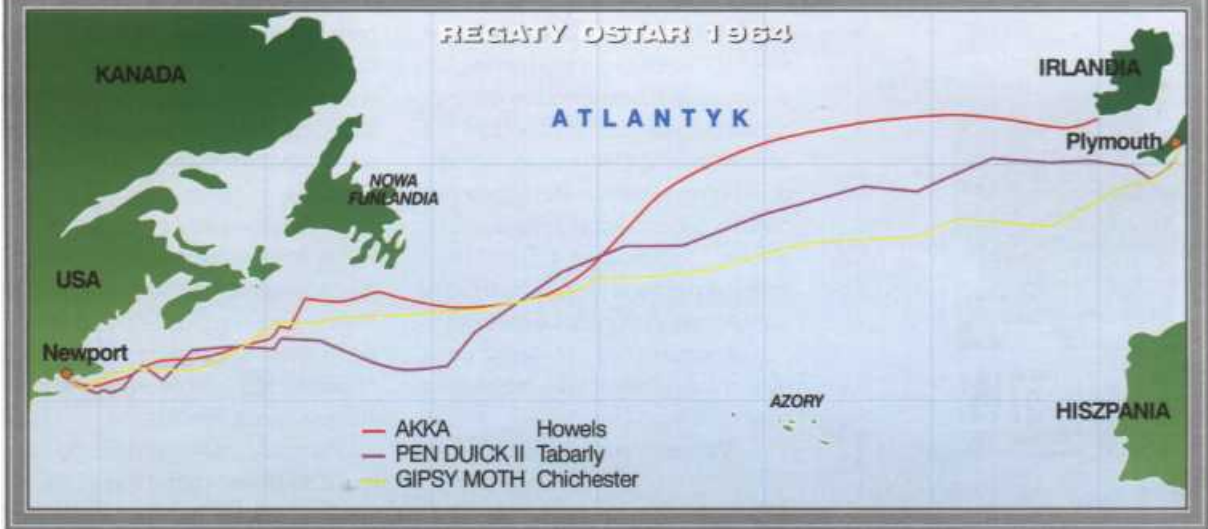 REGATY OSTAR 1964
KANADA
IRLANDIA
ATLANTYK
Plymouth
NOWA
FUNLANDIA
USA
Newport
AZORY
HISZPANIA
AKKA Howels
PEN DUICK II Tabarly
GIPSY MOTH Chichester